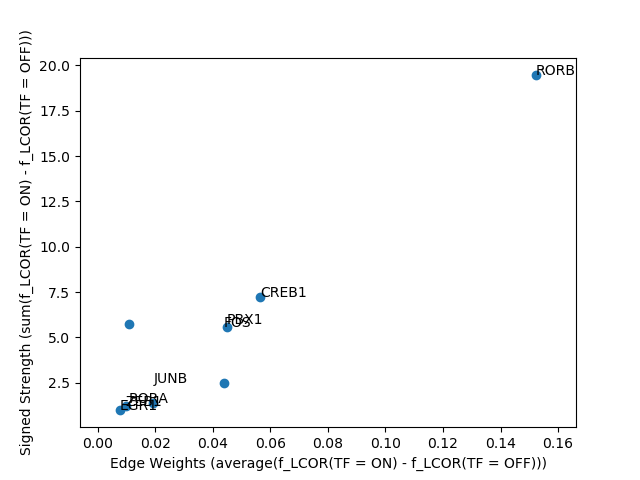 Signed Strength (sum(f_LCOR(TF = ON) - f_LCOR(TF = OFF)))
20.0
17.5
15.0
12.5
10.0
7.5
5.0
2.5
RORB
CREB1
PBX1
FOS
JUNB
RORA
EGR1
0.00
0.02
0.04
0.06
0.08
0.10
0.12
0.14
0.16
Edge Weights (average(f_LCOR(TF = ON) - f_LCOR(TF = OFF)))